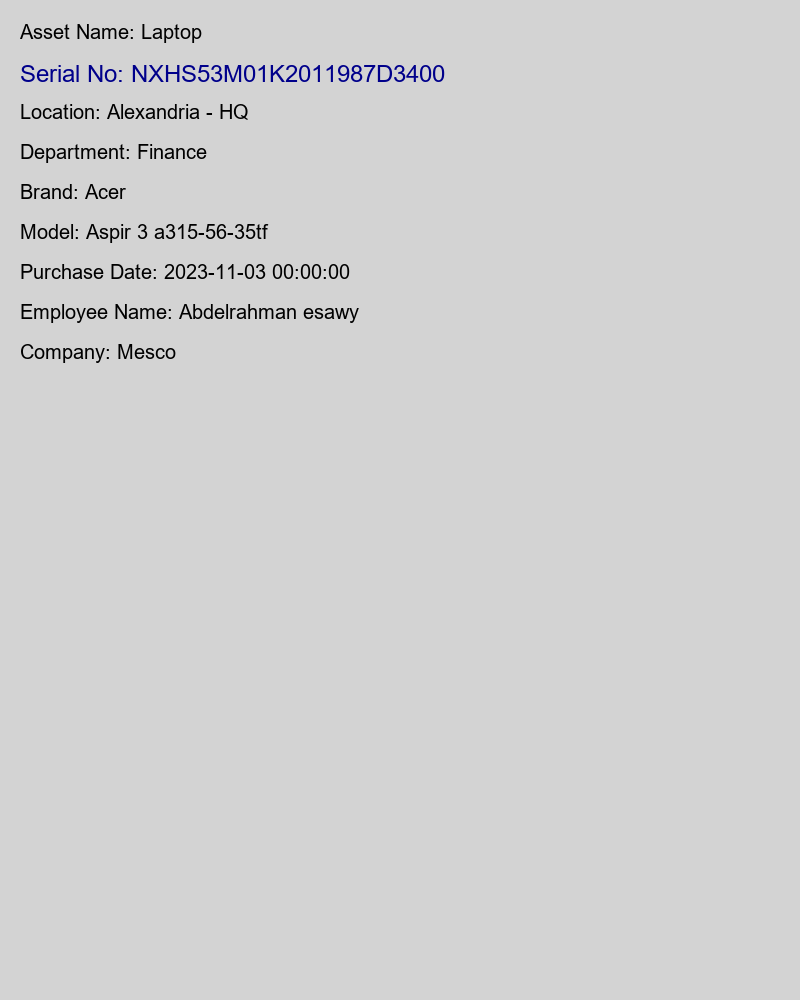 Asset Name: Laptop
Serial No: NXHS53M01K2011987D3400
Location: Alexandria - HQ
Department: Finance
Brand: Acer
Model: Aspir 3 a315-56-35tf
Purchase Date: 2023-11-03 00:00:00
Employee Name: Abdelrahman esawy
Company: Mesco